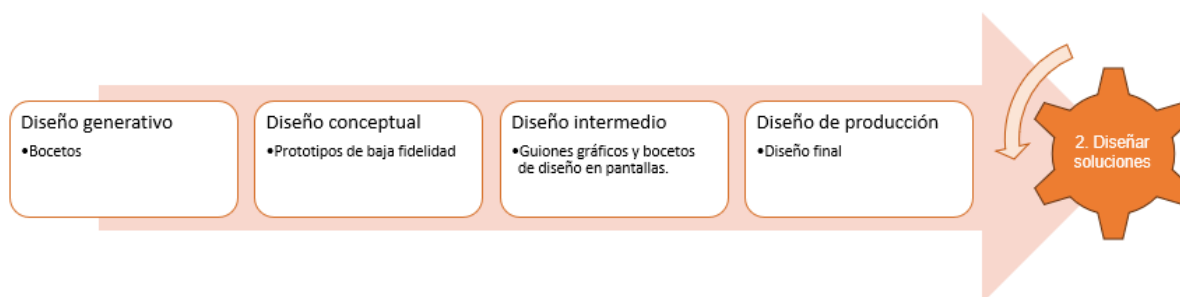 Diseño generativo
•Bocetos
Diseño conceptual
•Prototipos de baja fidelidad
Diseño intermedio
•Guiones gráficos y bocetos
de diseño en pantallas.
Diseño de producción
•Diseño final
2. Diseñar
soluciones